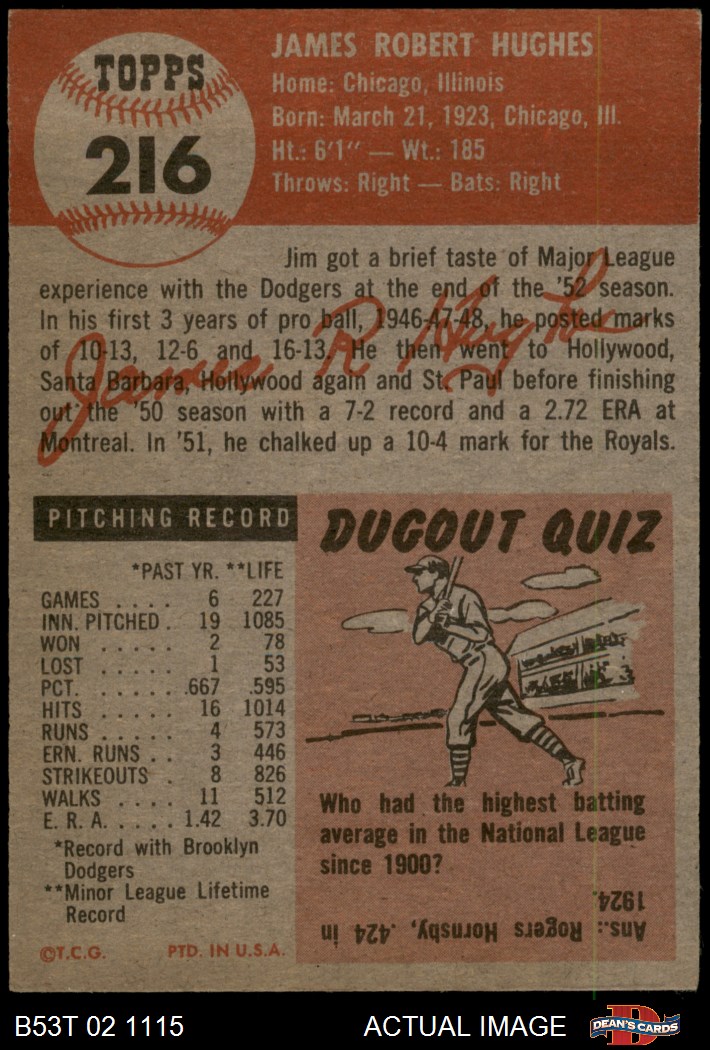 TOPPS
216
JAMES ROBERT HUGHES
Home: Chicago, Illinois
Born: March 21, 1923, Chicago, Ill.
Ht.: 6'1" — Wt.: 185
Throws: Right — Bats: Right
Jim got a brief taste of Major League
experience with the Dodgers at the end of the '52 season.
In his first 3 years of pro ball, 1946-47-48, he posted marks
of 10-13, 12-6 and 16-13. He then went to Hollywood,
Santa Barbara, Hollywood again and St. Paul before finishing
out the '50 season with a 7-2 record and a 2.72 ERA at
Montreal. In '51, he chalked up a 10-4 mark for the Royals.
James R Hughes
PITCHING RECORD
*PAST YR. **LIFE
GAMES . . . . 6 227
INN. PITCHED . 19 1085
WON . . . . . 2 78
LOST . . . . . 1 53
PCT. . . . . . .667 .595
HITS . . . . . 16 1014
RUNS . . . . . 4 573
ERN. RUNS . . 3 446
STRIKEOUTS . 8 826
WALKS . . . . 11 512
E. R. A. . . . . 1.42 3.70
*Record with Brooklyn
Dodgers
**Minor League Lifetime
Record
©T.C.G. PTD. IN U.S.A.
DUGOUT QUIZ
Who had the highest batting
average in the National League
since 1900?
Ans.: Rogers Hornsby, .424 in
1924.
B53T 02 1115 ACTUAL IMAGE
D
DEAN'S CARDS